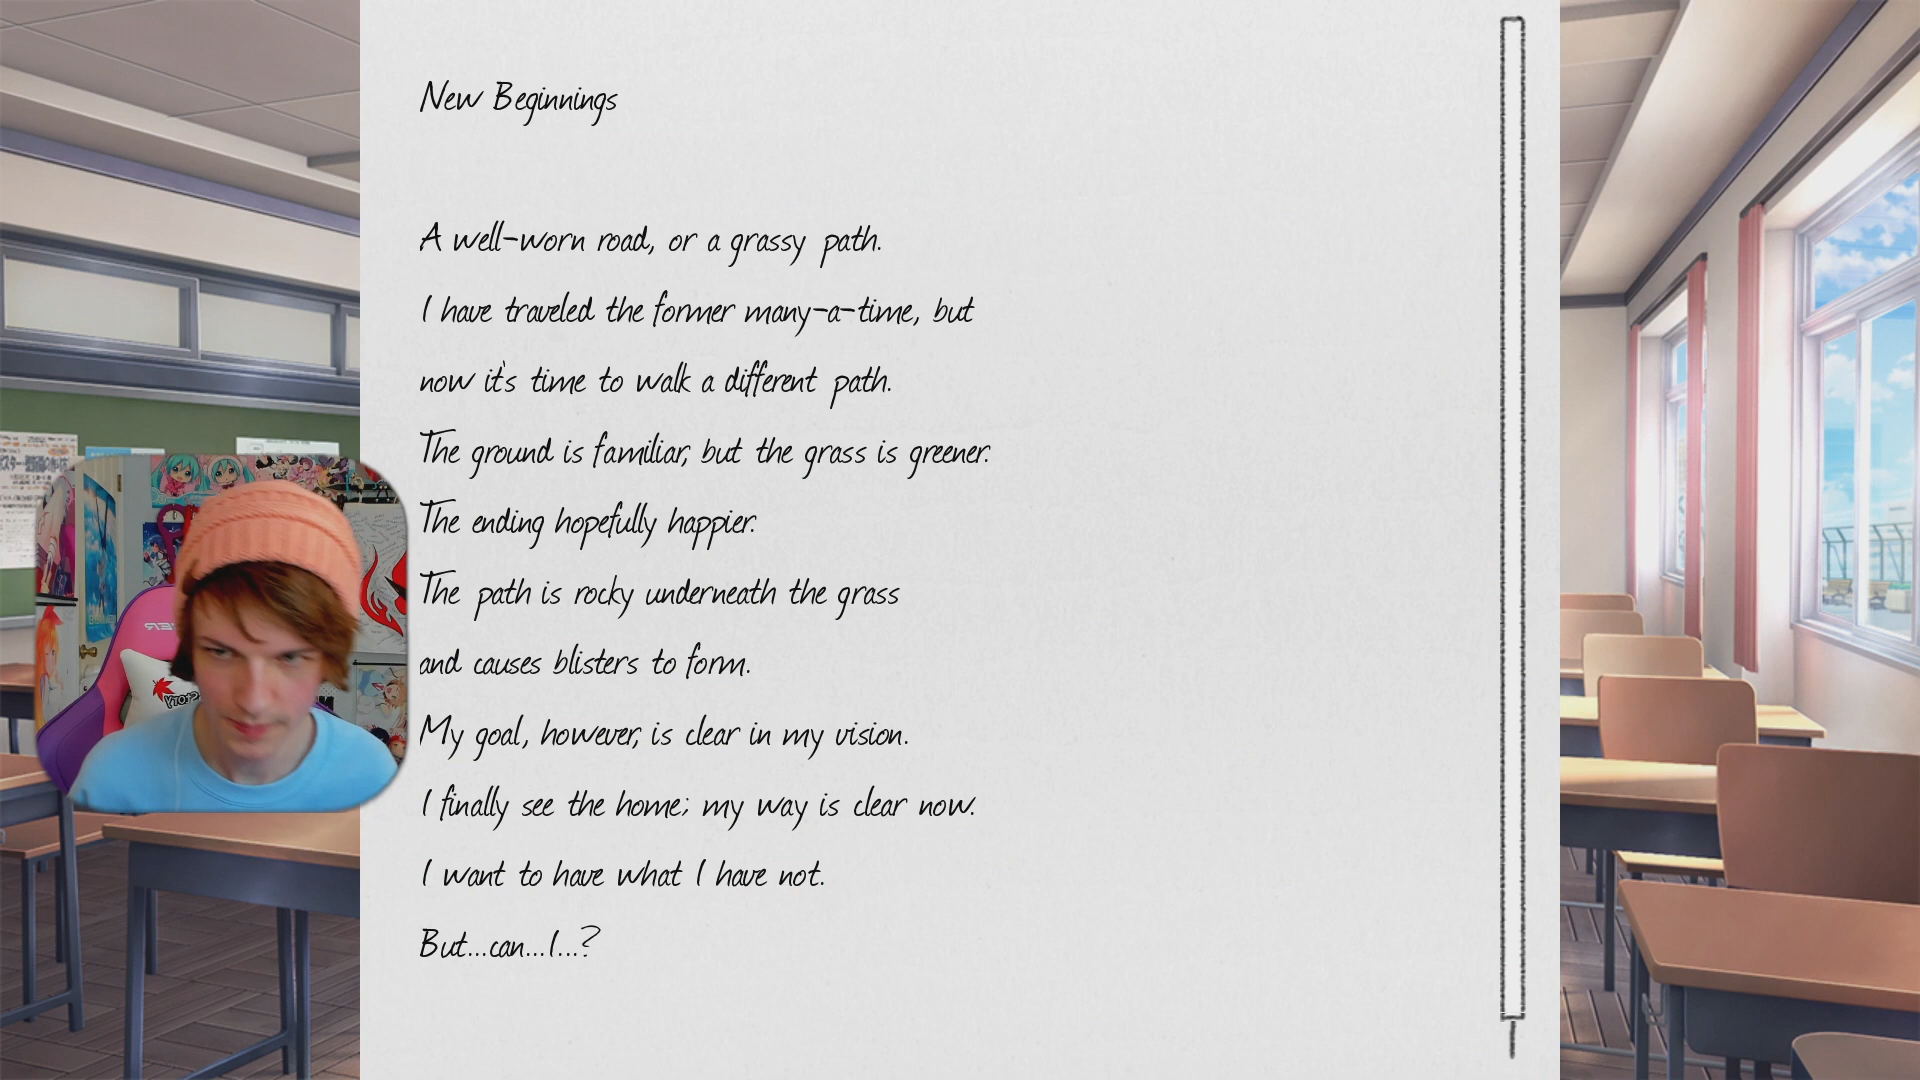 New Beginnings
A well-worn road, or a grassy path.
I have traveled the former many-a-time, but
now it's time to walk a different path.
The ground is familiar, but the grass is greener.
The ending hopefully happier.
The path is rocky underneath the grass
and causes blisters to form.
My goal, however, is clear in my vision.
I finally see the home; my way is clear now.
I want to have what I have not.
But...can...I...?